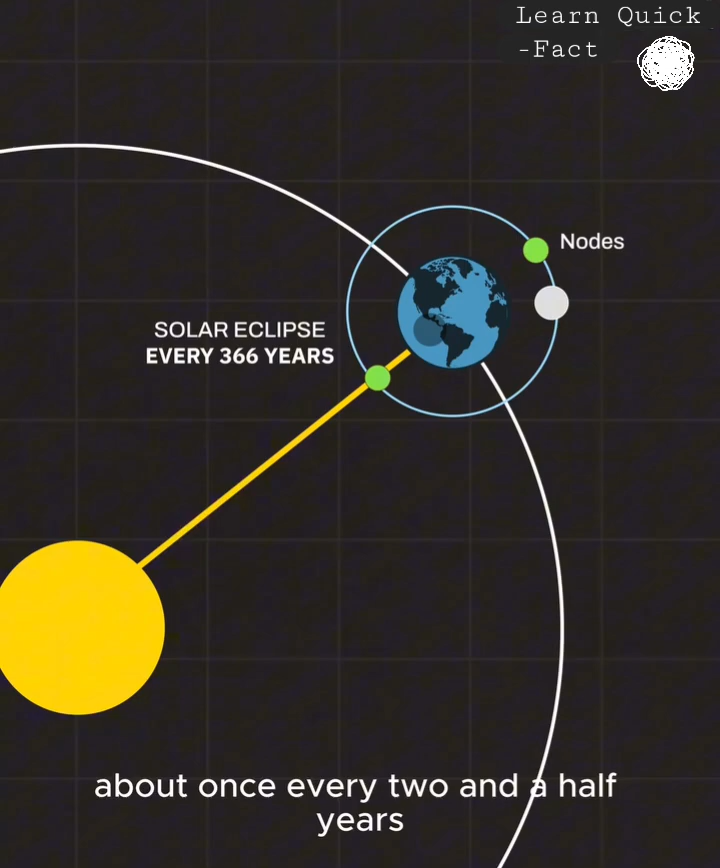 Learn Quick
-Fact
Nodes
SOLAR ECLIPSE
EVERY 366 YEARS
about once every two and a half
years